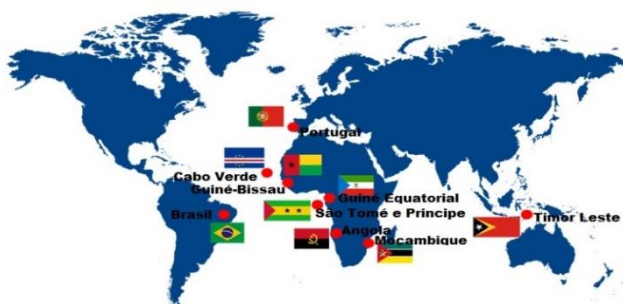 Portugal
Cabo Verde
Guiné-Bissau
Guiné Equatorial
São Tomé e Principe
Brasil
Timor Leste
Angola
Moçambique